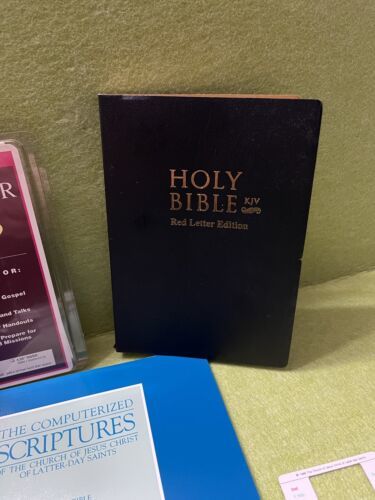 HOLY
BIBLE KJV
Red Letter Edition
R
OR:
Gospel
and Talks
Handouts
Prepare for
Missions
THE COMPUTERIZED
SCRIPTURES
OF THE CHURCH OF JESUS CHRIST
OF LATTER-DAY SAINTS
BIBLE